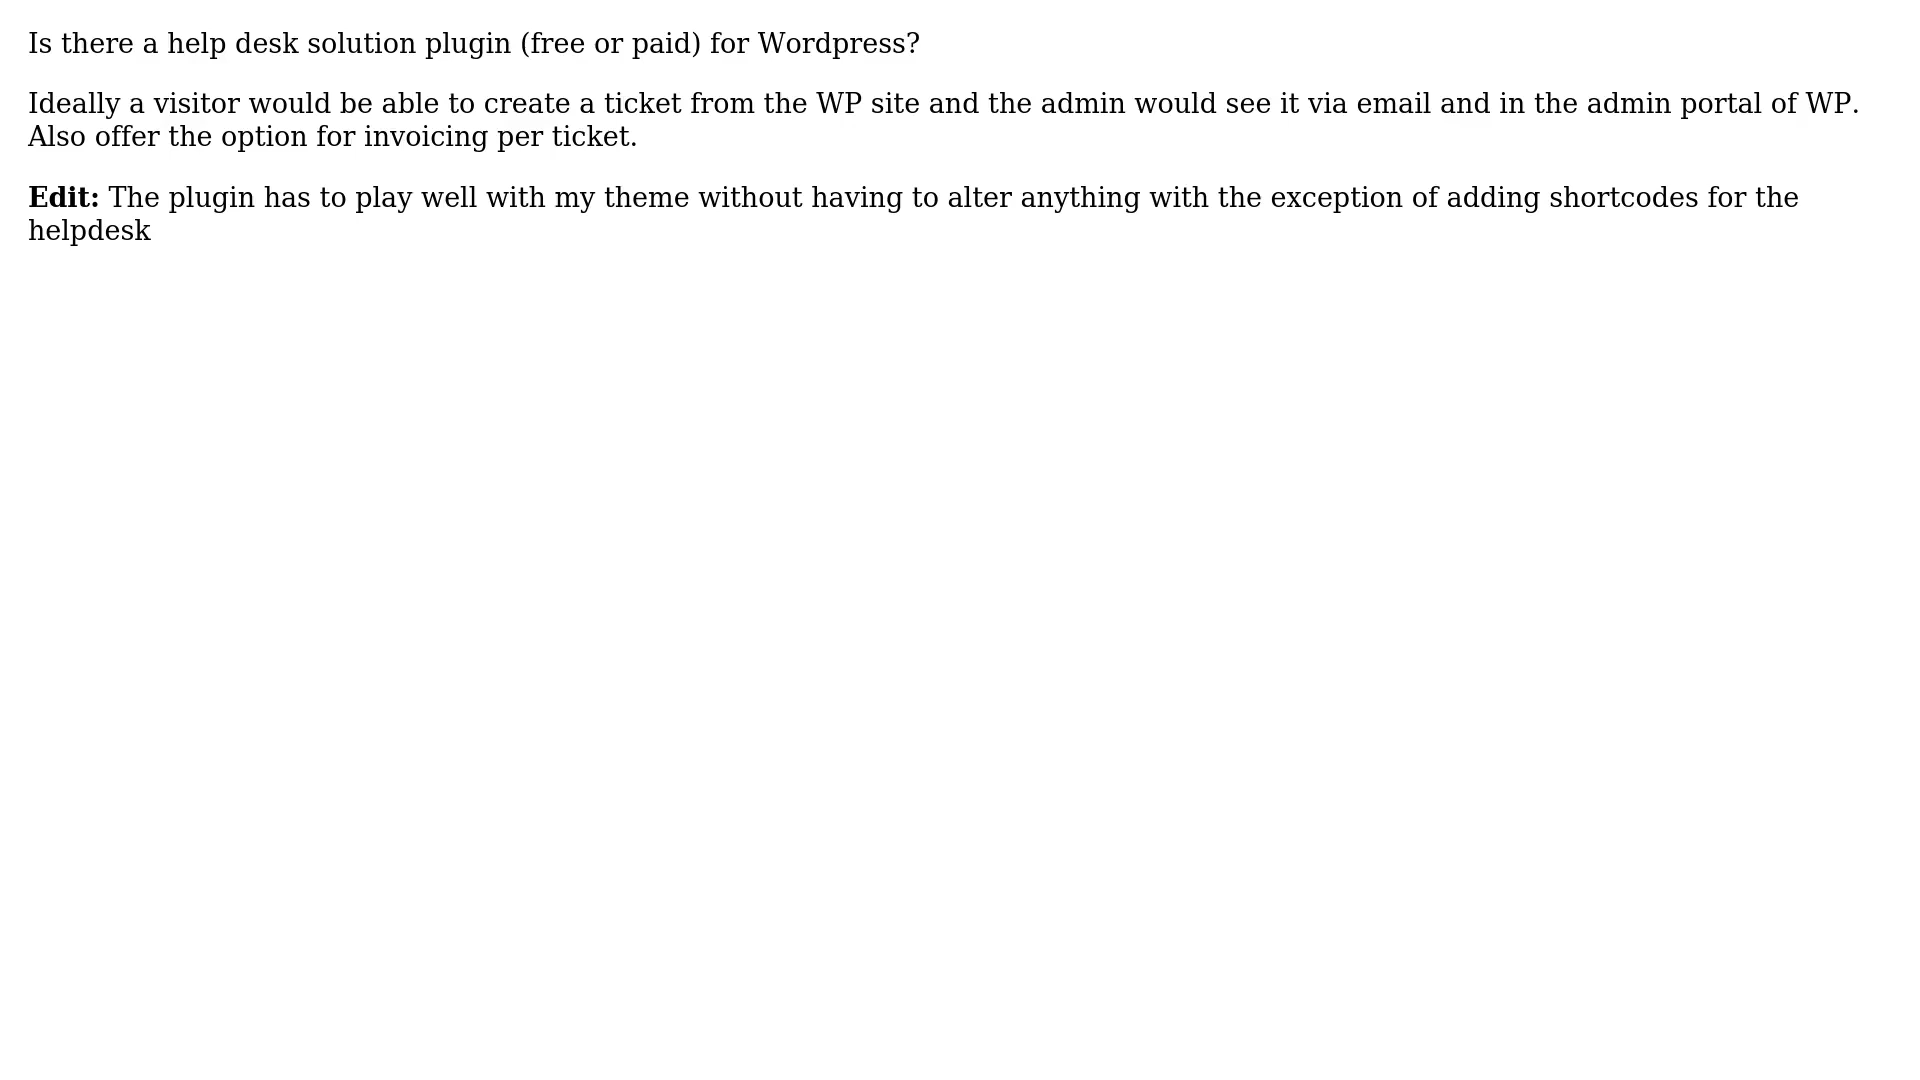 Is there a help desk solution plugin (free or paid) for Wordpress?
Ideally a visitor would be able to create a ticket from the WP site and the admin would see it via email and in the admin portal of WP.
Also offer the option for invoicing per ticket.
Edit: The plugin has to play well with my theme without having to alter anything with the exception of adding shortcodes for the
helpdesk